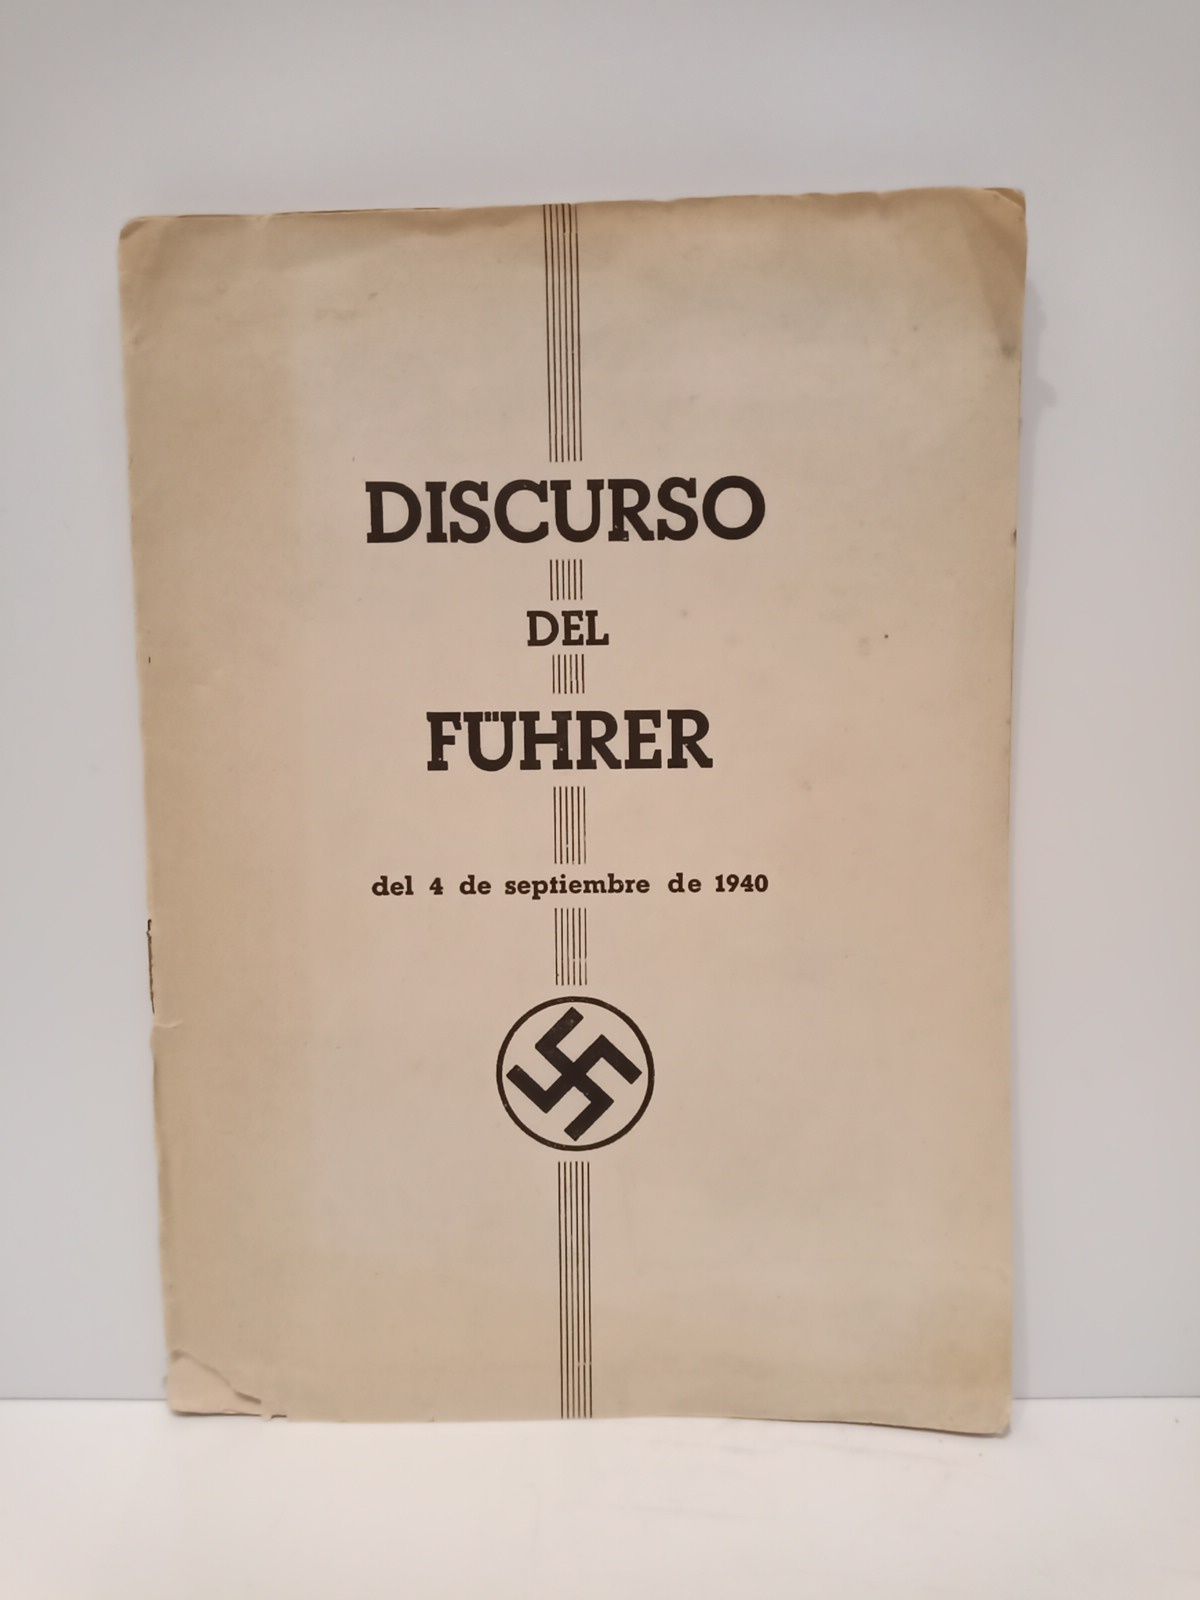 DISCURSO
DEL
FÜHRER
del 4 de septiembre de 1940